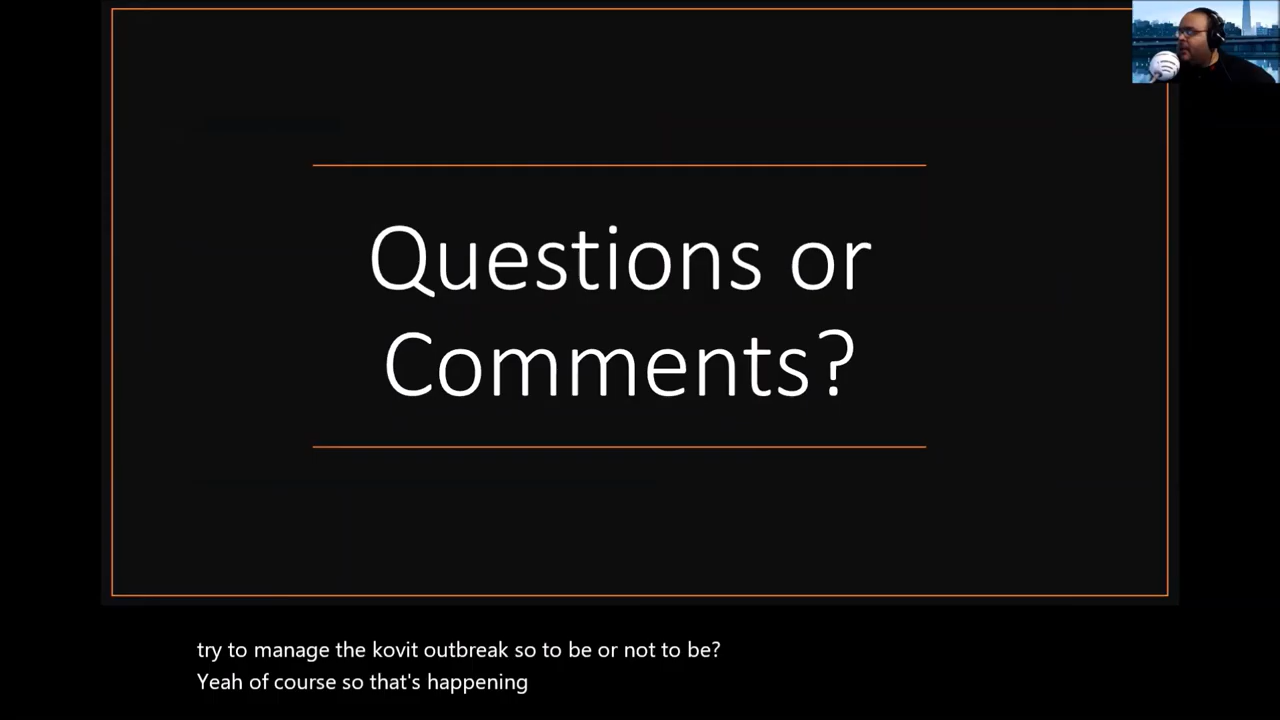 Questions or
Comments?
try to manage the kovit outbreak so to be or not to be?
Yeah of course so that's happening